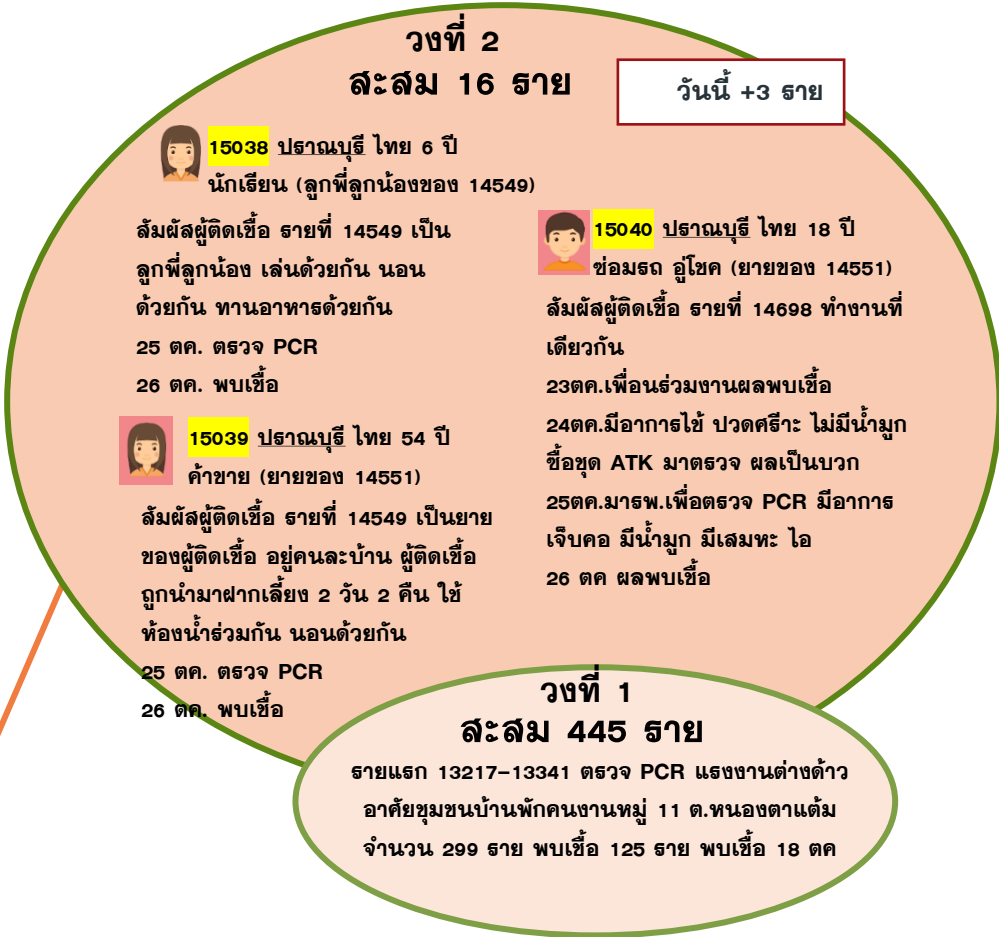 วงที่ 2
สะสม 16 ราย
วันนี้ +3 ราย
15038 ปราณบุรี ไทย 6 ปี
นักเรียน (ลูกพี่ลูกน้องของ 14549)
สัมผัสผู้ติดเชื้อ รายที่ 14549 เป็น
ลูกพี่ลูกน้อง เล่นด้วยกัน นอน
ด้วยกัน ทานอาหารด้วยกัน
25 ตค. ตรวจ PCR
26 ตค. พบเชื้อ
15039 ปราณบุรี ไทย 54 ปี
ค้าขาย (ยายของ 14551)
สัมผัสผู้ติดเชื้อ รายที่ 14549 เป็นยาย
ของผู้ติดเชื้อ อยู่คนละบ้าน ผู้ติดเชื้อ
ถูกนำมาฝากเลี้ยง 2 วัน 2 คืน ใช้
ห้องน้ำร่วมกัน นอนด้วยกัน
25 ตค. ตรวจ PCR
26 ตค. พบเชื้อ
15040 ปราณบุรี ไทย 18 ปี
ซ่อมรถ อู่โชค (ยายของ 14551)
สัมผัสผู้ติดเชื้อ รายที่ 14698 ทำงานที่
เดียวกัน
23ตค.เพื่อนร่วมงานผลพบเชื้อ
24ตค.มีอาการไข้ ปวดศรีาะ ไม่มีน้ำมูก
ซื้อชุด ATK มาตรวจ ผลเป็นบวก
25ตค.มารพ.เพื่อตรวจ PCR มีอาการ
เจ็บคอ มีน้ำมูก มีเสมหะ ไอ
26 ตค ผลพบเชื้อ
วงที่ 1
สะสม 445 ราย
รายแรก 13217-13341 ตรวจ PCR แรงงานต่างด้าว
อาศัยชุมชนบ้านพักคนงานหมู่ 11 ต.หนองตาแต้ม
จำนวน 299 ราย พบเชื้อ 125 ราย พบเชื้อ 18 ตค